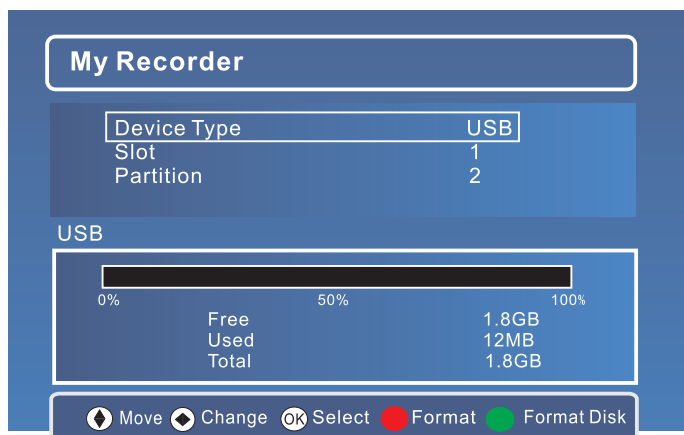 My Recorder
Device Type USB
Slot 1
Partition 2
USB
0% 50% 100%
Free 1.8GB
Used 12MB
Total 1.8GB
Move Change OK Select Format Format Disk